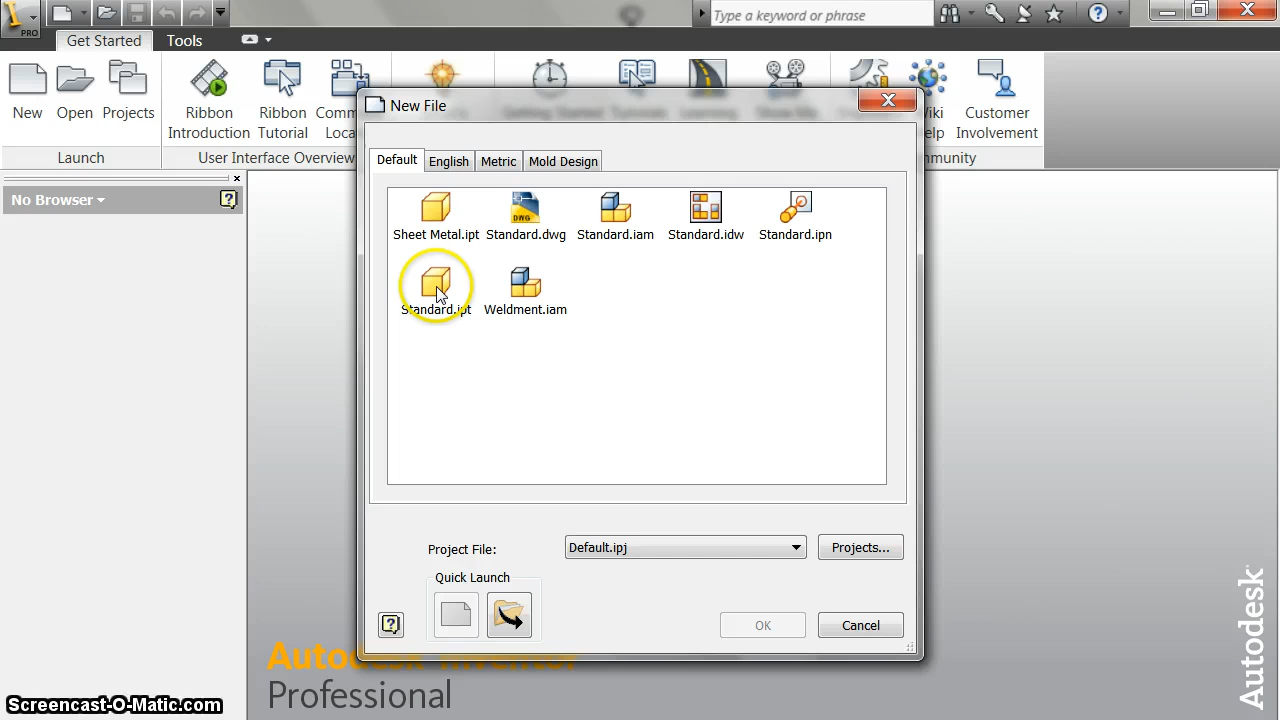 Type a keyword or phrase
PRO
Get Started Tools
New Open Projects Ribbon Introduction Ribbon Tutorial Customer Involvement
Launch User Interface Overview
No Browser
New File
Default English Metric Mold Design
Sheet Metal.ipt Standard.dwg Standard.iam Standard.idw Standard.ipn
DWG
Standard.ipt Weldment.iam
Project File: Default.ipj Projects...
Quick Launch
OK Cancel
Autodesk Inventor
Professional
Autodesk
Screencast-O-Matic.com